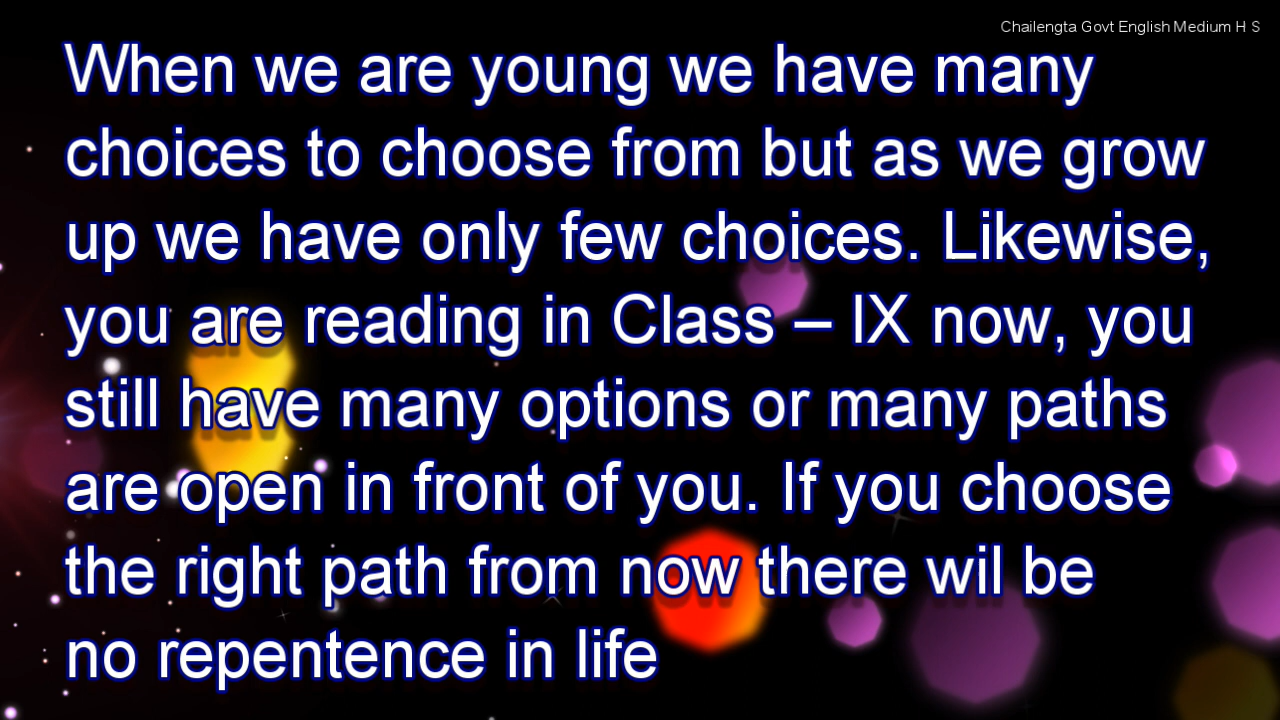 Chailengta Govt English Medium H S
When we are young we have many
choices to choose from but as we grow
up we have only few choices. Likewise,
you are reading in Class – IX now, you
still have many options or many paths
are open in front of you. If you choose
the right path from now there wil be
no repentence in life